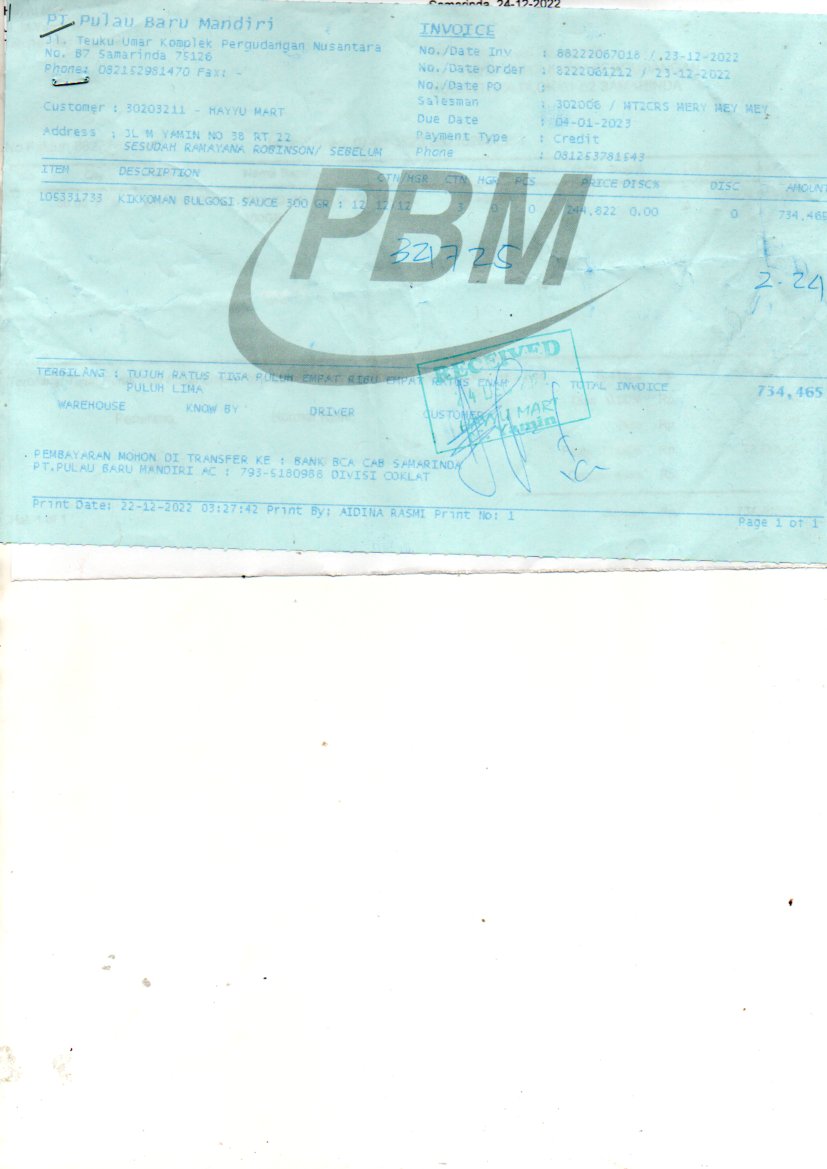 Samarinda, 24-12-2022
PT. Pulau Baru Mandiri
Jl. Teuku Umar Komplek Pergudangan Nusantara
No. B7 Samarinda 75126
Phone: 082152981470 Fax: -
Customer : 30203211 - HAYYU MART
Address : JL M YAMIN NO 38 RT 22
SESUDAH RAMAYANA ROBINSON/ SEBELUM
INVOICE
No./Date Inv : 88222067018 / 23-12-2022
No./Date Order : 8222061212 / 23-12-2022
No./Date PO :
Salesman : 302006 / MT2CRS MERY MEY MEY
Due Date : 04-01-2023
Payment Type : Credit
Phone : 081253781543
ITEM DESCRIPTION CTN/HGR CTN HGR PCS PRICE DISC% DISC AMOUNT
105331733 KIKKOMAN BULGOGI SAUCE 300 GR : 12 12/12 3 0 0 244,822 0.00 0 734,465
PBM
321725
2.24
TERBILANG : TUJUH RATUS TIGA PULUH EMPAT RIBU EMPAT RATUS ENAM
PULUH LIMA
TOTAL INVOICE 734,465
WAREHOUSE KNOW BY DRIVER CUSTOMER
RECEIVED
HAYYU MART
Yamin
PEMBAYARAN MOHON DI TRANSFER KE : BANK BCA CAB SAMARINDA
PT.PULAU BARU MANDIRI AC : 793-5180988 DIVISI COKLAT
Print Date: 22-12-2022 03:27:42 Print By: AIDINA RASMI Print No: 1
Page 1 of 1